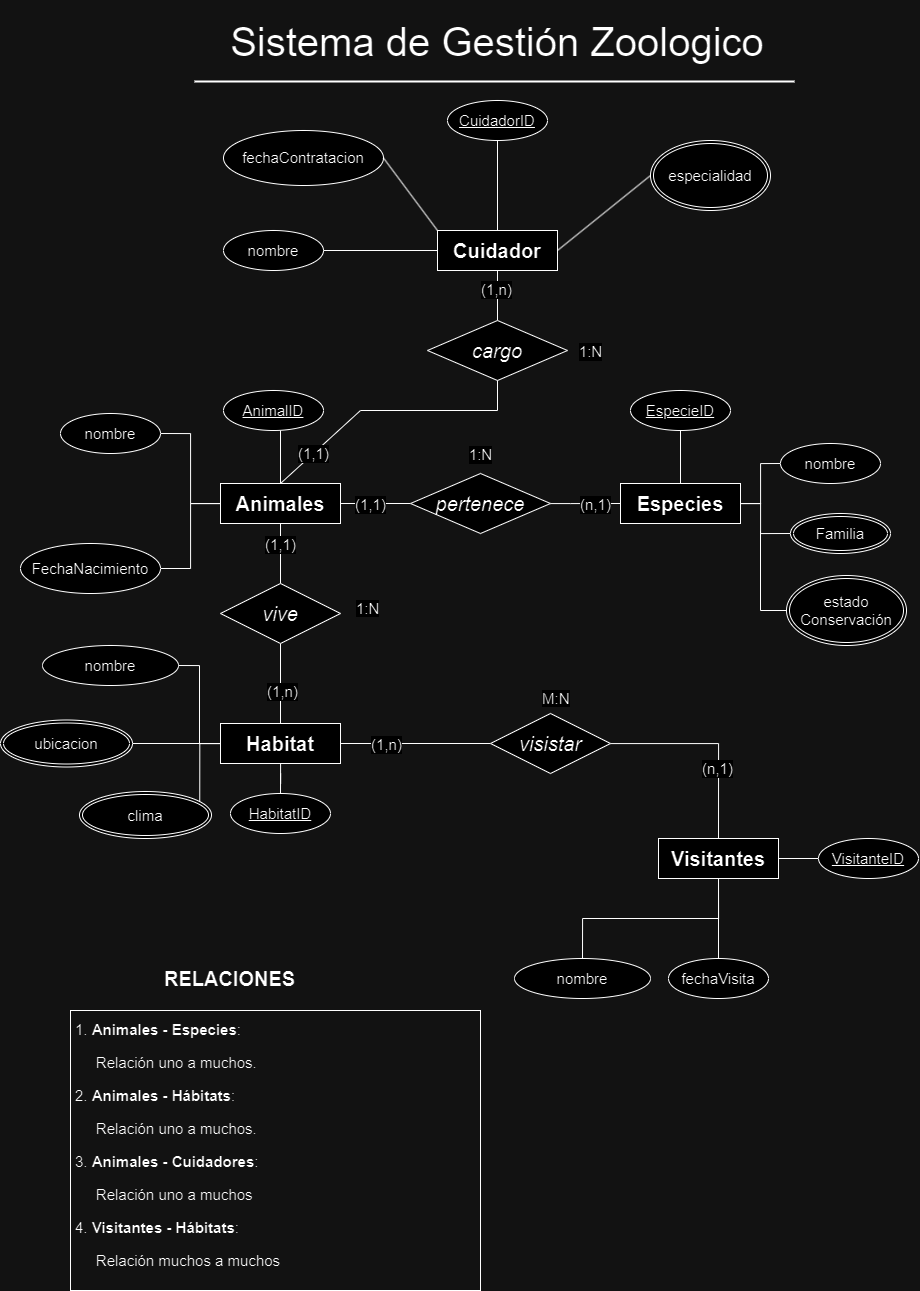 Sistema de Gestión Zoologico
CuidadorID
fechaContratacion
especialidad
nombre
Cuidador
(1,n)
cargo
1:N
AnimalID
EspecieID
nombre
(1,1)
1:N
nombre
Animales
(1,1)
pertenece
(n,1)
Especies
Familia
(1,1)
FechaNacimiento
estado
Conservación
vive
1:N
nombre
(1,n)
M:N
ubicacion
Habitat
(1,n)
visistar
(n,1)
clima
HabitatID
Visitantes
VisitanteID
nombre
fechaVisita
RELACIONES
1. Animales - Especies:
Relación uno a muchos.
2. Animales - Hábitats:
Relación uno a muchos.
3. Animales - Cuidadores:
Relación uno a muchos
4. Visitantes - Hábitats:
Relación muchos a muchos